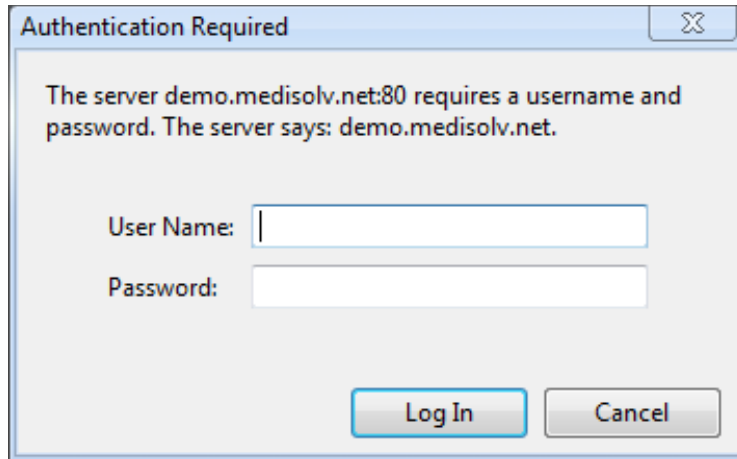 Authentication Required
The server demo.medisolv.net:80 requires a username and
password. The server says: demo.medisolv.net.
User Name:
Password:
Log In
Cancel